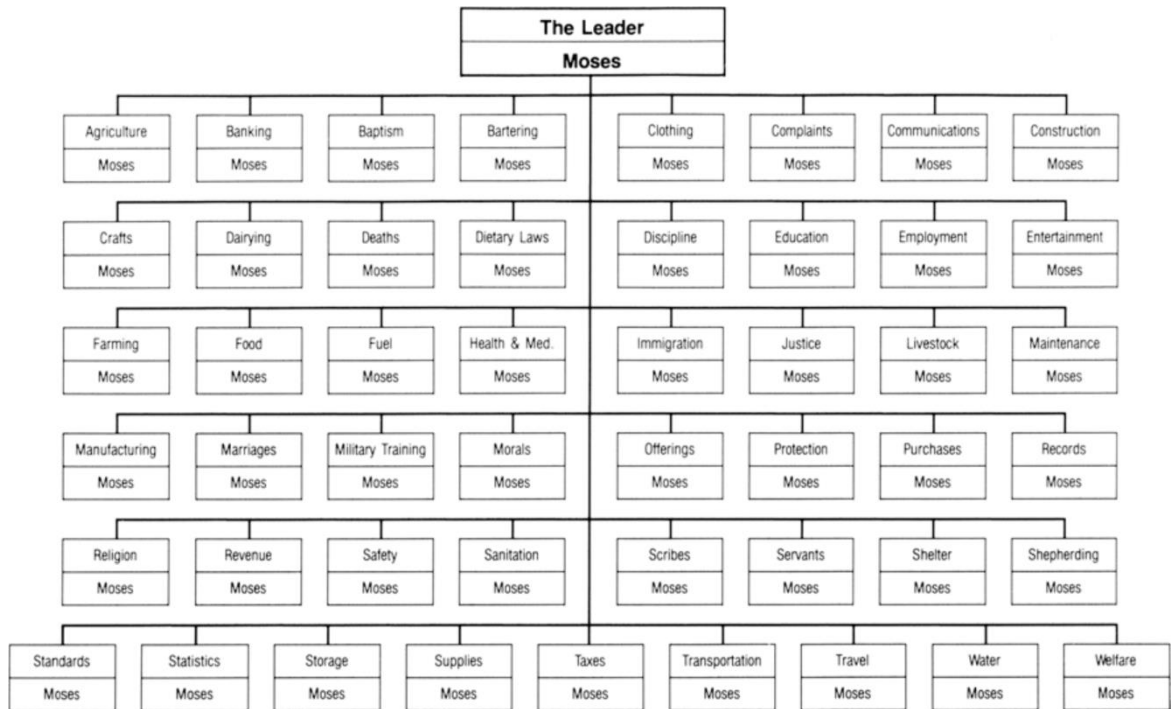 The Leader
Moses
Agriculture Banking Baptism Bartering Clothing Complaints Communications Construction
Moses Moses Moses Moses Moses Moses Moses Moses
Crafts Dairying Deaths Dietary Laws Discipline Education Employment Entertainment
Moses Moses Moses Moses Moses Moses Moses Moses
Farming Food Fuel Health & Med. Immigration Justice Livestock Maintenance
Moses Moses Moses Moses Moses Moses Moses Moses
Manufacturing Marriages Military Training Morals Offerings Protection Purchases Records
Moses Moses Moses Moses Moses Moses Moses Moses
Religion Revenue Safety Sanitation Scribes Servants Shelter Shepherding
Moses Moses Moses Moses Moses Moses Moses Moses
Standards Statistics Storage Supplies Taxes Transportation Travel Water Welfare
Moses Moses Moses Moses Moses Moses Moses Moses Moses